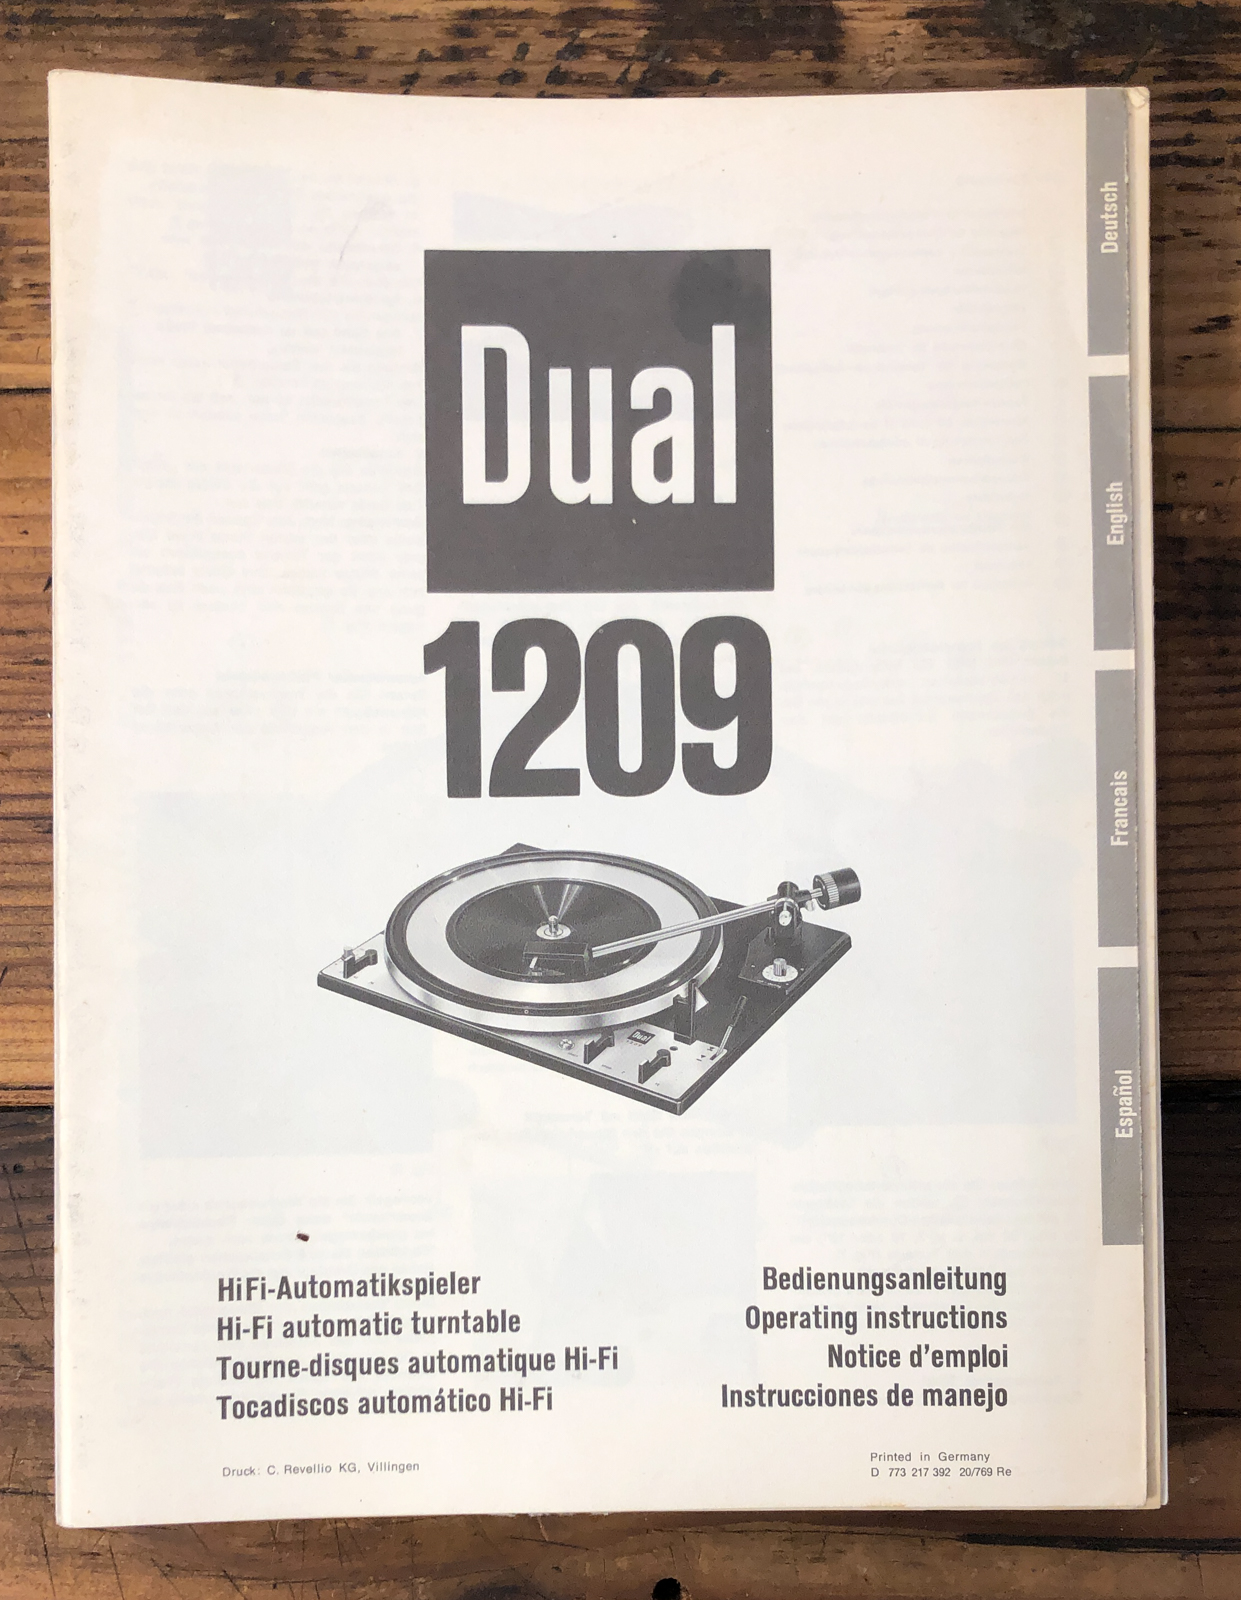 Dual
1209
Deutsch
English
Francais
Español
Dual
HiFi-Automatikspieler
Hi-Fi automatic turntable
Tourne-disques automatique Hi-Fi
Tocadiscos automático Hi-Fi
Bedienungsanleitung
Operating instructions
Notice d'emploi
Instrucciones de manejo
Druck: C. Revellio KG, Villingen
Printed in Germany
D 773 217 392 20/769 Re